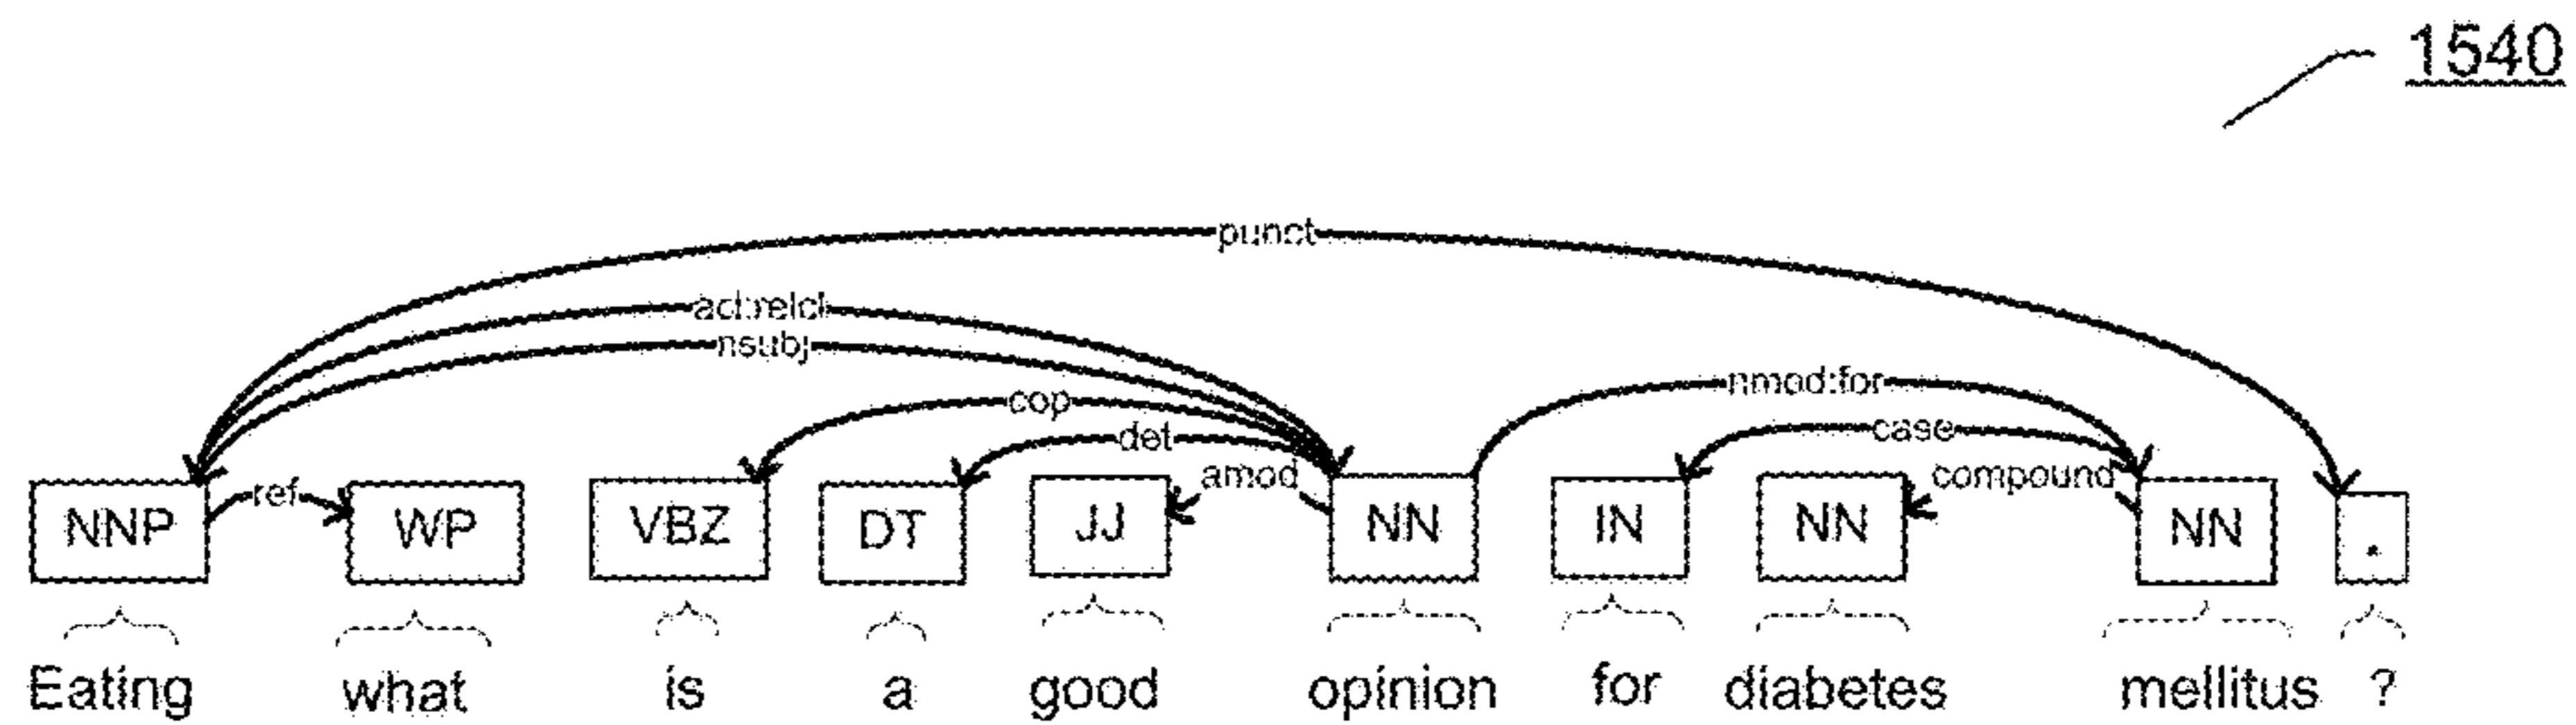 1540
punct
acl:relcl
nsubj
nmod:for
cop
case
det
amod
compound
ref
NNP WP VBZ DT JJ NN IN NN NN .
Eating what is a good opinion for diabetes mellitus ?